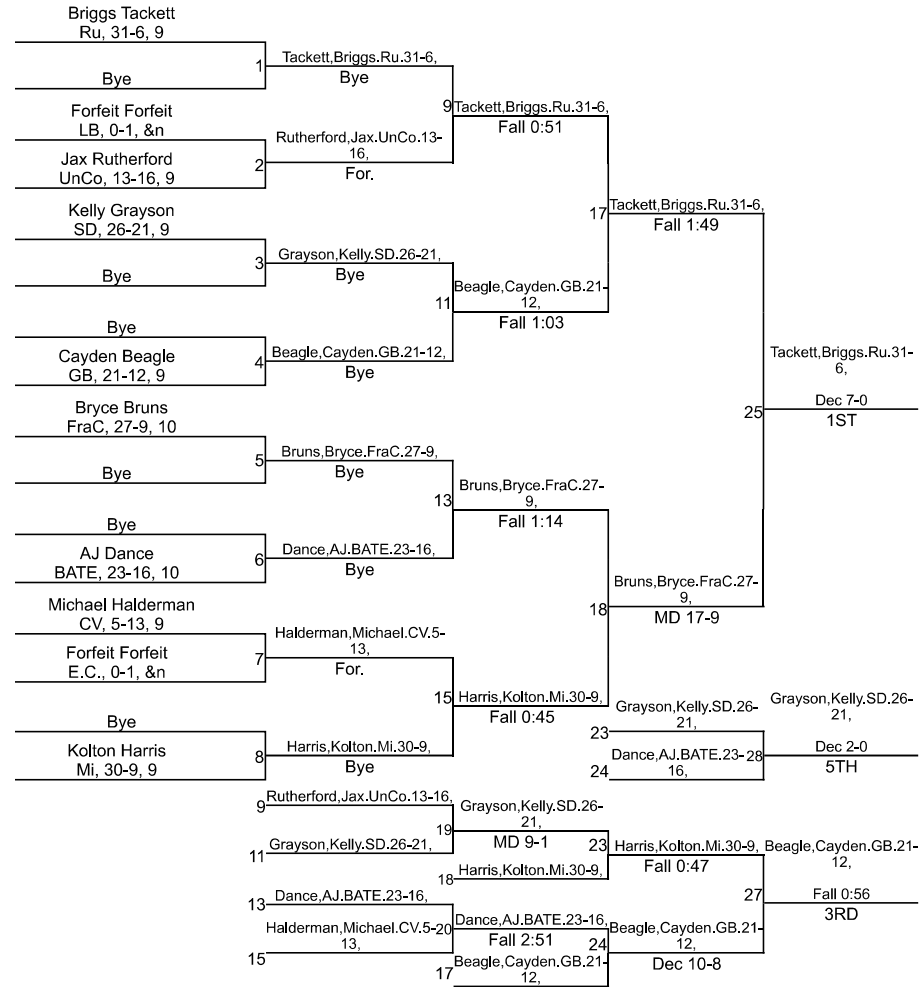 Briggs Tackett
Ru, 31-6, 9
Bye
Forfeit Forfeit
LB, 0-1, &n
Jax Rutherford
UnCo, 13-16, 9
Kelly Grayson
SD, 26-21, 9
Bye
Bye
Cayden Beagle
GB, 21-12, 9
Bryce Bruns
FraC, 27-9, 10
Bye
Bye
AJ Dance
BATE, 23-16, 10
Michael Halderman
CV, 5-13, 9
Forfeit Forfeit
E.C., 0-1, &n
Bye
Kolton Harris
Mi, 30-9, 9
1
Tackett,Briggs.Ru.31-6,
Bye
2
Rutherford,Jax.UnCo.13-
16,
For.
3
Grayson,Kelly.SD.26-21,
Bye
4
Beagle,Cayden.GB.21-12,
Bye
5
Bruns,Bryce.FraC.27-9,
Bye
6
Dance,AJ.BATE.23-16,
Bye
7
Halderman,Michael.CV.5-
13,
For.
8
Harris,Kolton.Mi.30-9,
Bye
9
Tackett,Briggs.Ru.31-6,
Fall 0:51
11
Beagle,Cayden.GB.21-
12,
Fall 1:03
13
Bruns,Bryce.FraC.27-
9,
Fall 1:14
15
Harris,Kolton.Mi.30-9,
Fall 0:45
17
Tackett,Briggs.Ru.31-6,
Fall 1:49
18
Bruns,Bryce.FraC.27-
9,
MD 17-9
25
Tackett,Briggs.Ru.31-
6,
Dec 7-0
1ST
23
Grayson,Kelly.SD.26-
21,
24
Dance,AJ.BATE.23-
16,
28
Grayson,Kelly.SD.26-
21,
Dec 2-0
5TH
9
Rutherford,Jax.UnCo.13-16,
11
Grayson,Kelly.SD.26-21,
13
Dance,AJ.BATE.23-16,
15
Halderman,Michael.CV.5-
13,
19
Grayson,Kelly.SD.26-
21,
MD 9-1
18
Harris,Kolton.Mi.30-9,
20
Dance,AJ.BATE.23-16,
Fall 2:51
17
Beagle,Cayden.GB.21-
12,
23
Harris,Kolton.Mi.30-9,
Fall 0:47
24
Beagle,Cayden.GB.21-
12,
Dec 10-8
27
Beagle,Cayden.GB.21-
12,
Fall 0:56
3RD